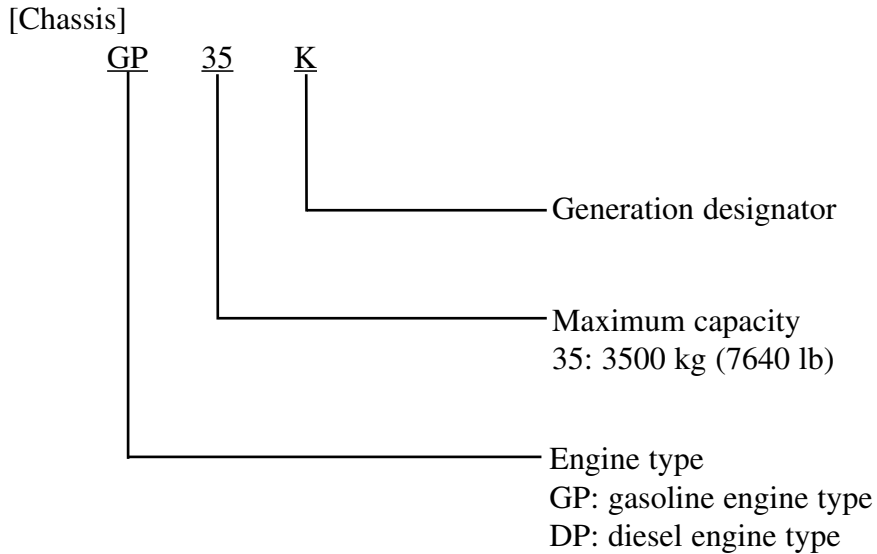 [Chassis]
GP 35 K
Generation designator
Maximum capacity
35: 3500 kg (7640 lb)
Engine type
GP: gasoline engine type
DP: diesel engine type